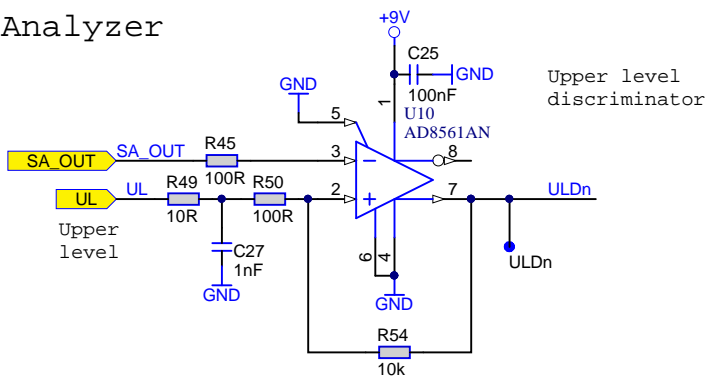 Analyzer
+9V
C25
GND
100nF
U10
AD8561AN
Upper level
discriminator
GND
5
1
SA_OUT
SA_OUT
R45
100R
3
8
UL
UL
R49
10R
R50
100R
2
7
ULDn
Upper
level
C27
1nF
GND
6
4
GND
ULDn
R54
10k